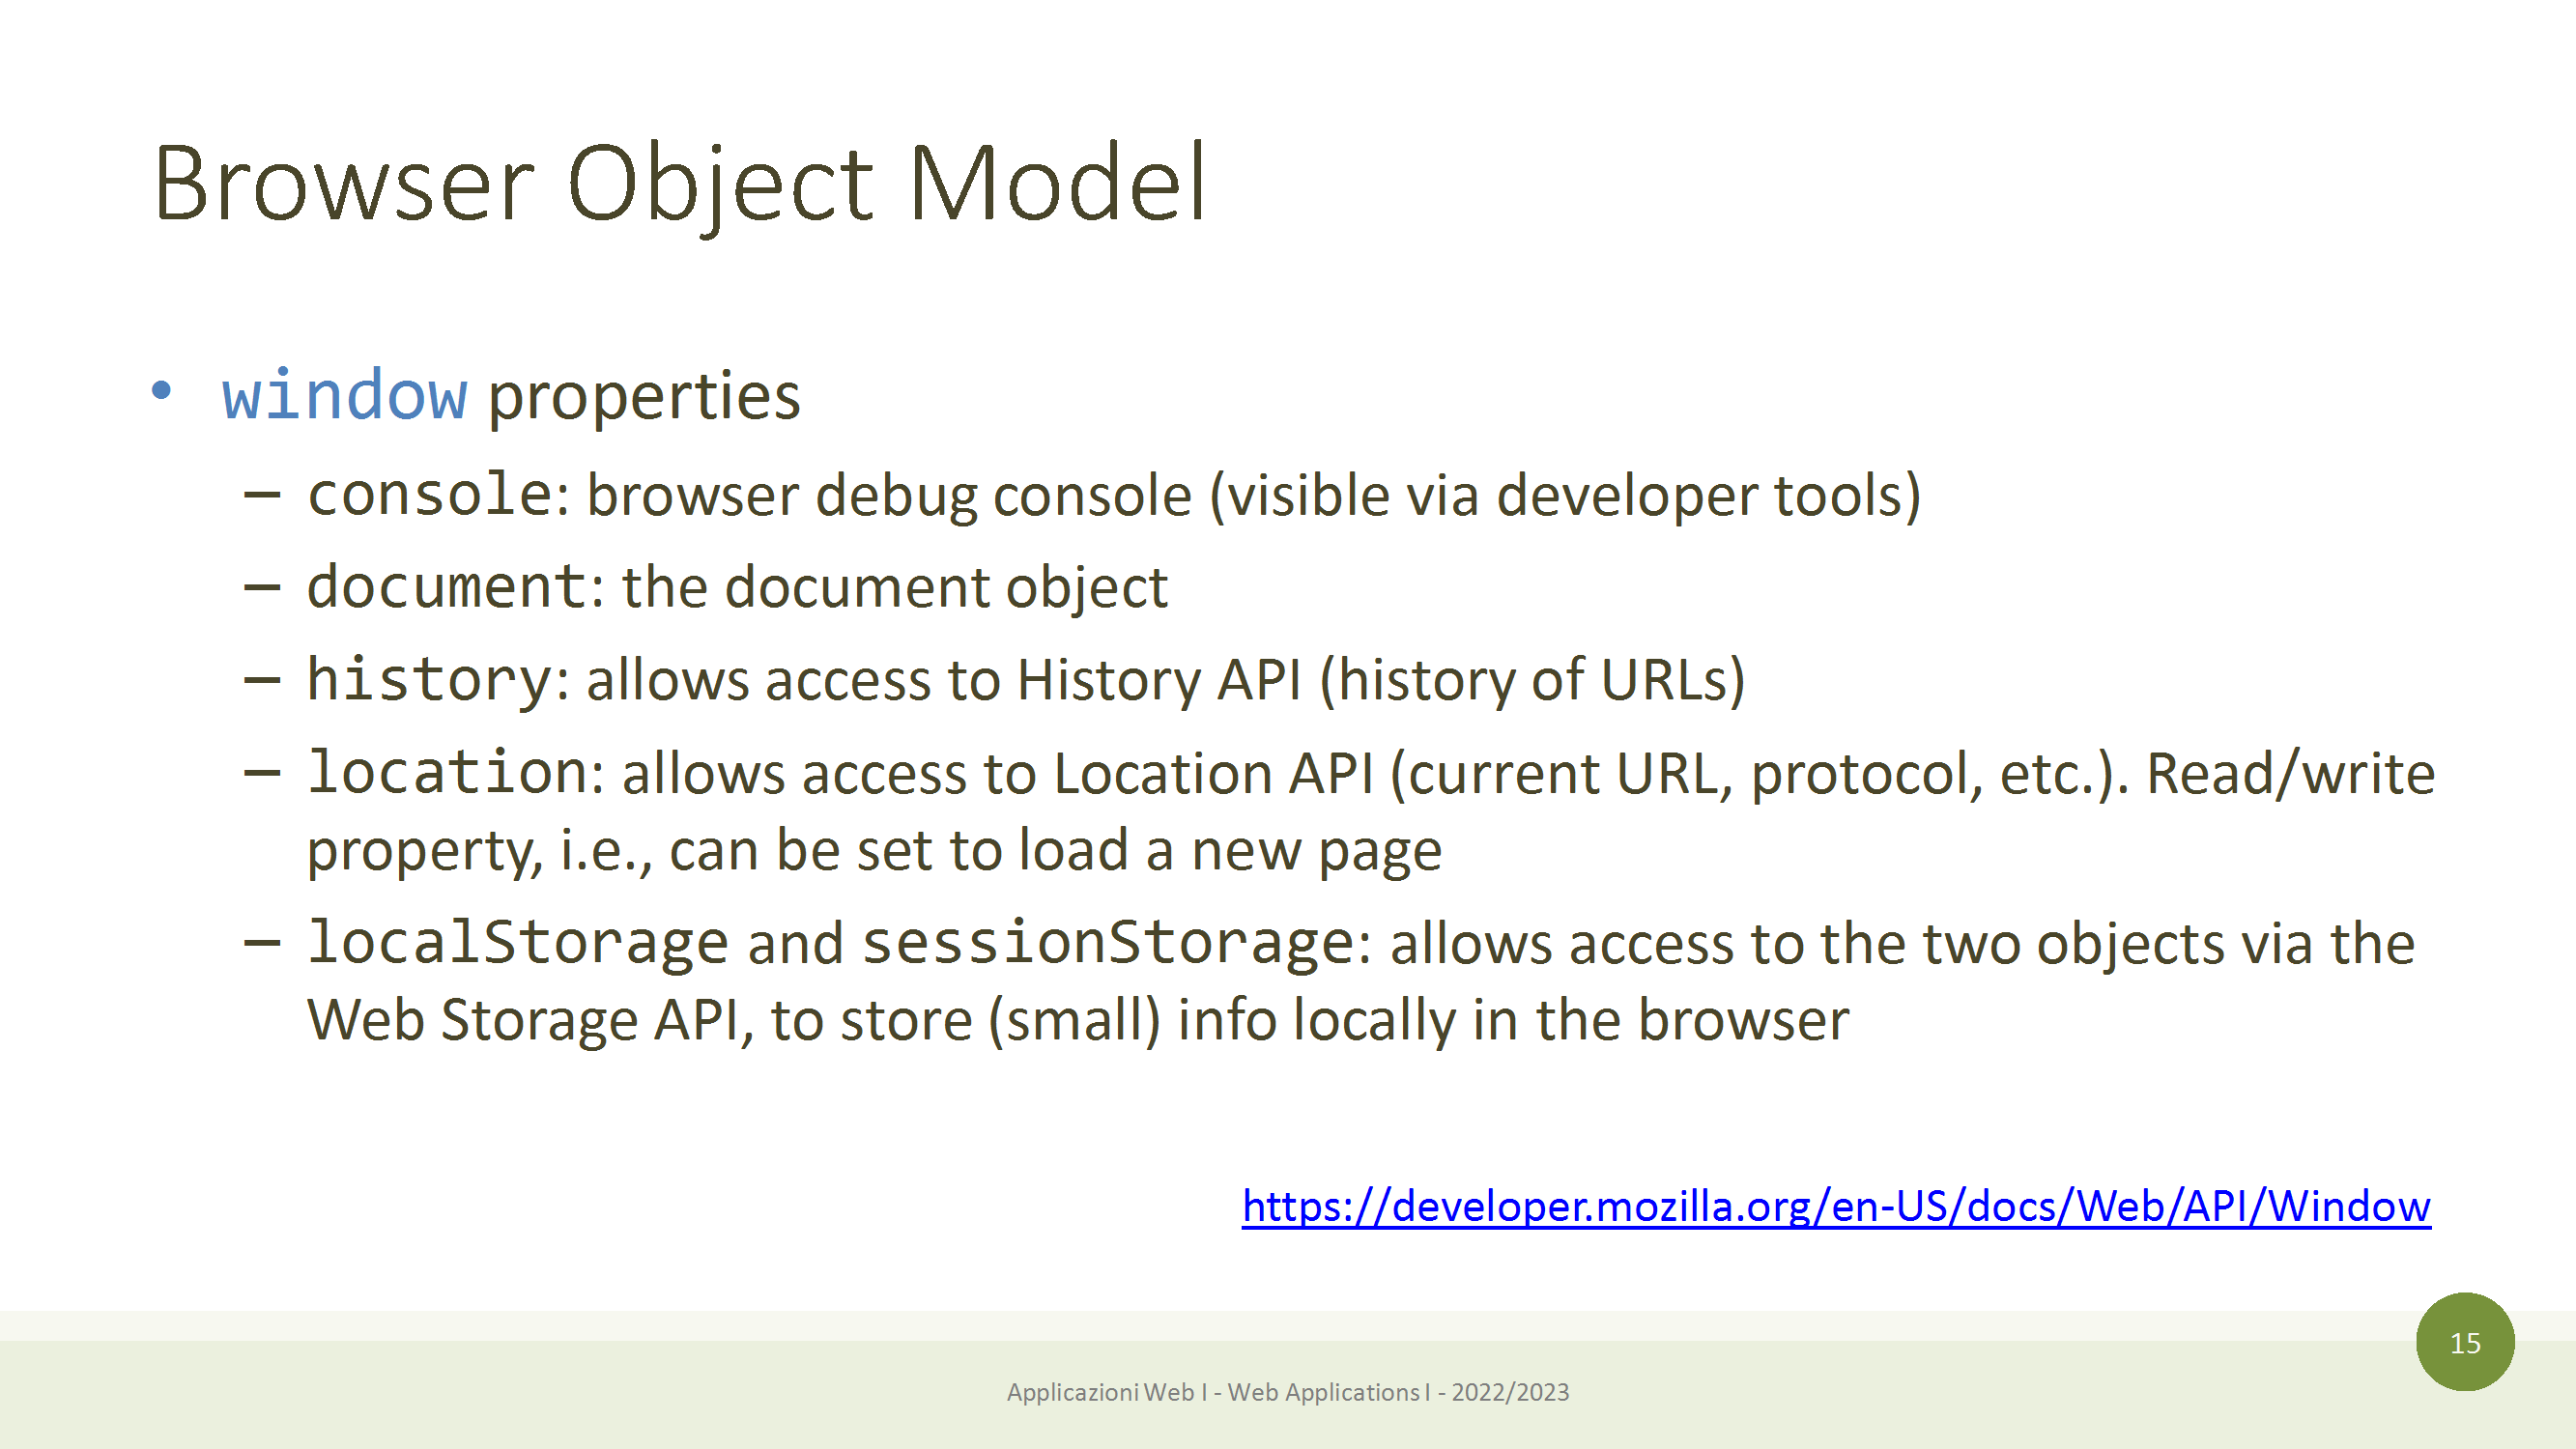 Browser Object Model
• window properties
– console: browser debug console (visible via developer tools)
– document: the document object
– history: allows access to History API (history of URLs)
– location: allows access to Location API (current URL, protocol, etc.). Read/write
property, i.e., can be set to load a new page
– localStorage and sessionStorage: allows access to the two objects via the
Web Storage API, to store (small) info locally in the browser
https://developer.mozilla.org/en-US/docs/Web/API/Window
15
Applicazioni Web I - Web Applications I - 2022/2023